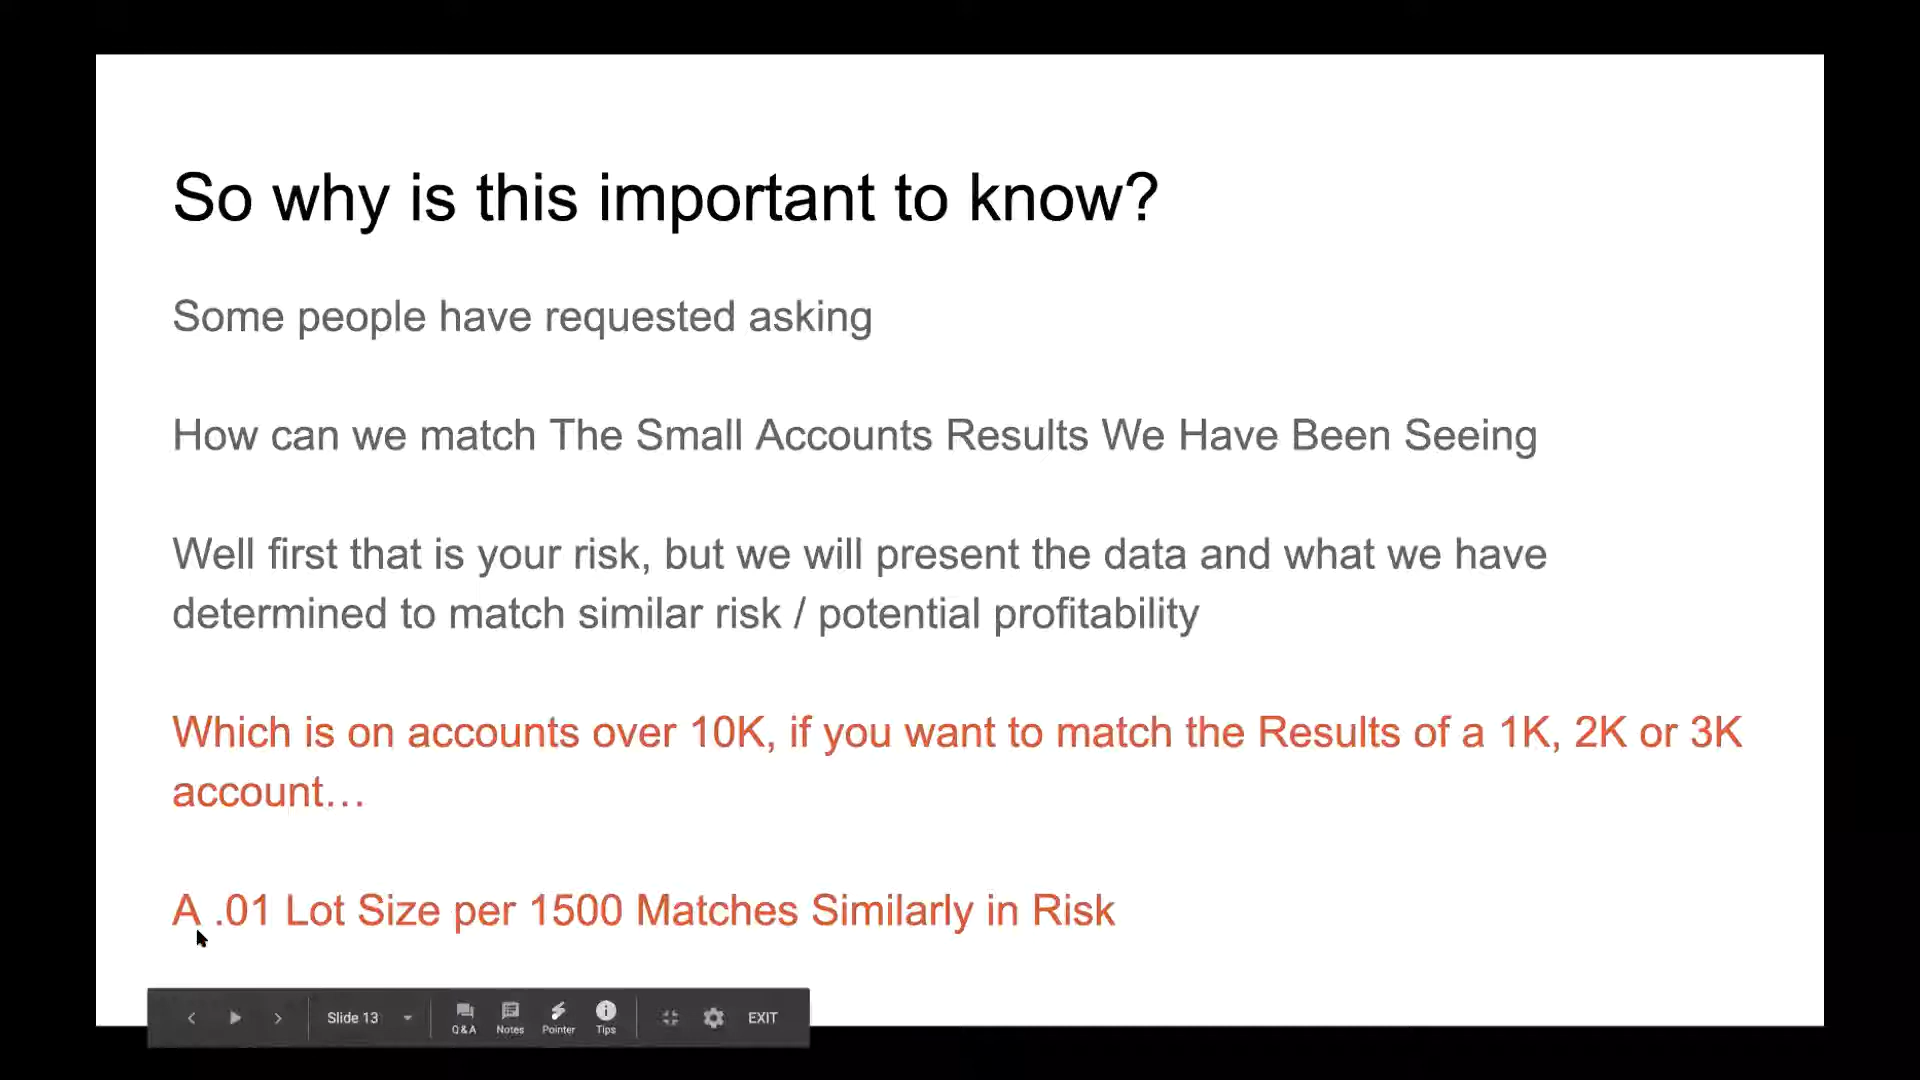 So why is this important to know?
Some people have requested asking
How can we match The Small Accounts Results We Have Been Seeing
Well first that is your risk, but we will present the data and what we have
determined to match similar risk / potential profitability
Which is on accounts over 10K, if you want to match the Results of a 1K, 2K or 3K
account…
A .01 Lot Size per 1500 Matches Similarly in Risk
Slide 13
Q&A
Notes
Pointer
Tips
EXIT